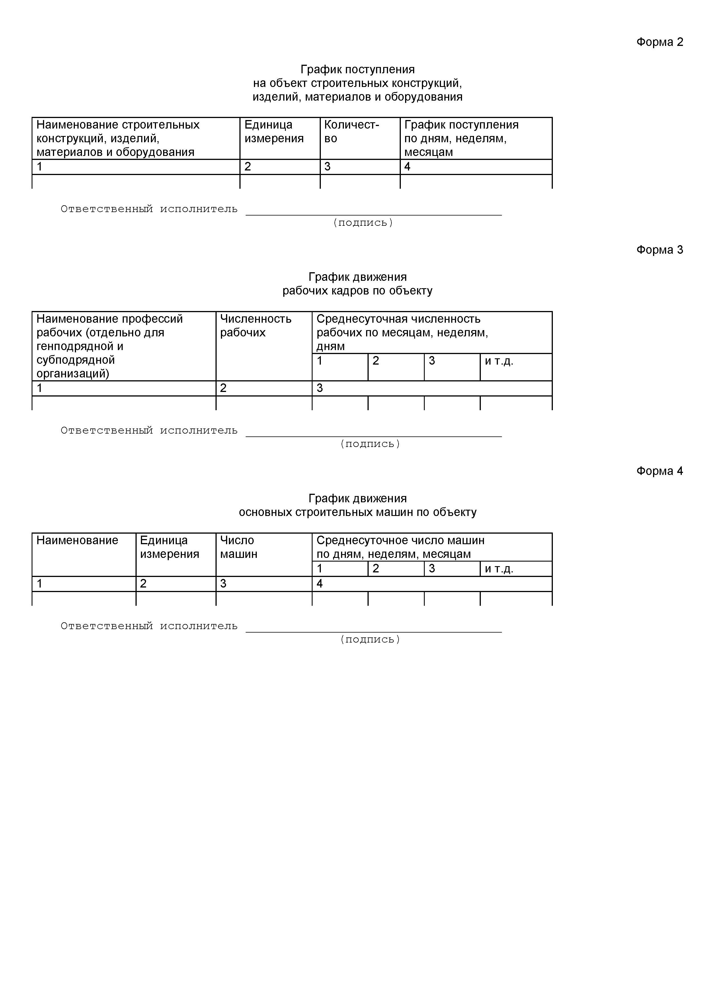 Форма 2
График поступления
на объект строительных конструкций,
изделий, материалов и оборудования
Наименование строительных
конструкций, изделий,
материалов и оборудования
Единица
измерения
Количест-
во
График поступления
по дням, неделям,
месяцам
1 2 3 4
Ответственный исполнитель
(подпись)
Форма 3
График движения
рабочих кадров по объекту
Наименование профессий
рабочих (отдельно для
генподрядной и
субподрядной
организаций)
Численность
рабочих
Среднесуточная численность
рабочих по месяцам, неделям,
дням
1 2 3 и т.д.
1 2 3
Ответственный исполнитель
(подпись)
Форма 4
График движения
основных строительных машин по объекту
Наименование
Единица
измерения
Число
машин
Среднесуточное число машин
по дням, неделям, месяцам
1 2 3 и т.д.
1 2 3 4
Ответственный исполнитель
(подпись)